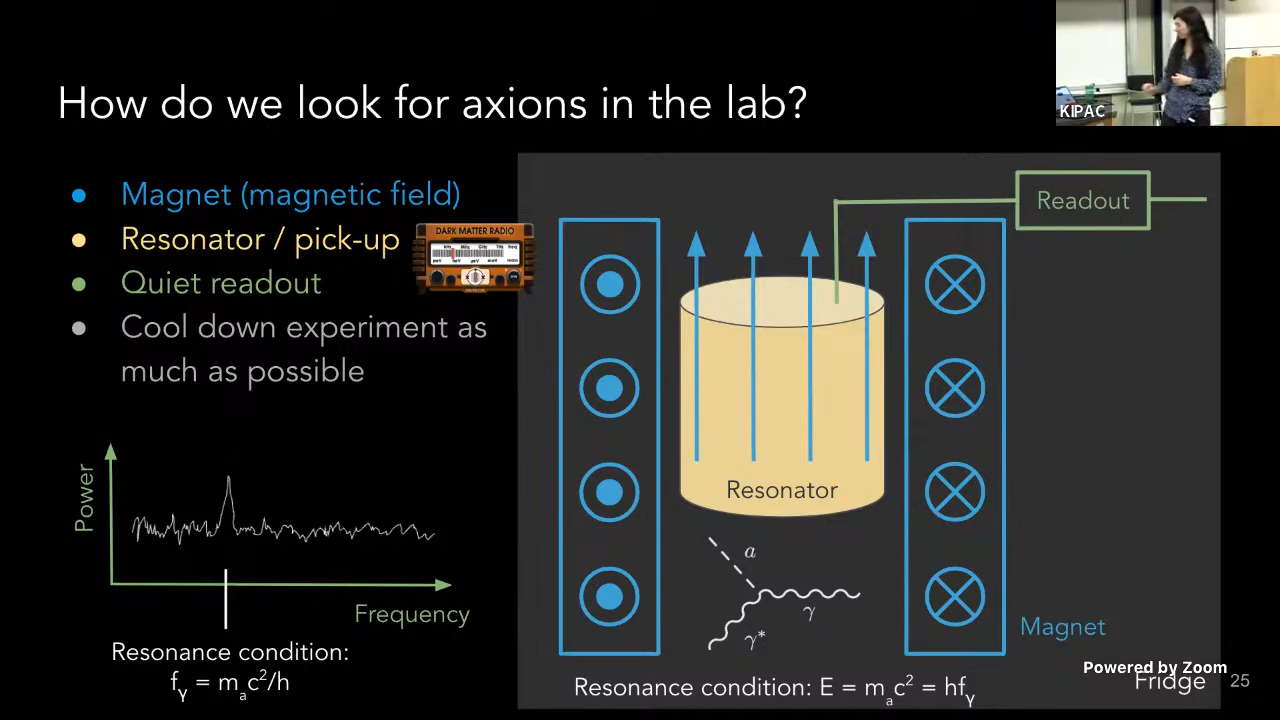 KIPAC
How do we look for axions in the lab?
● Magnet (magnetic field)
● Resonator / pick-up
● Quiet readout
● Cool down experiment as
much as possible
DARK MATTER RADIO
Readout
Resonator
a
γ
γ*
Magnet
Power
Frequency
Resonance condition:
fγ = mₐc²/h
Resonance condition: E = mₐc² = hfγ
Powered by Zoom
Fridge
25